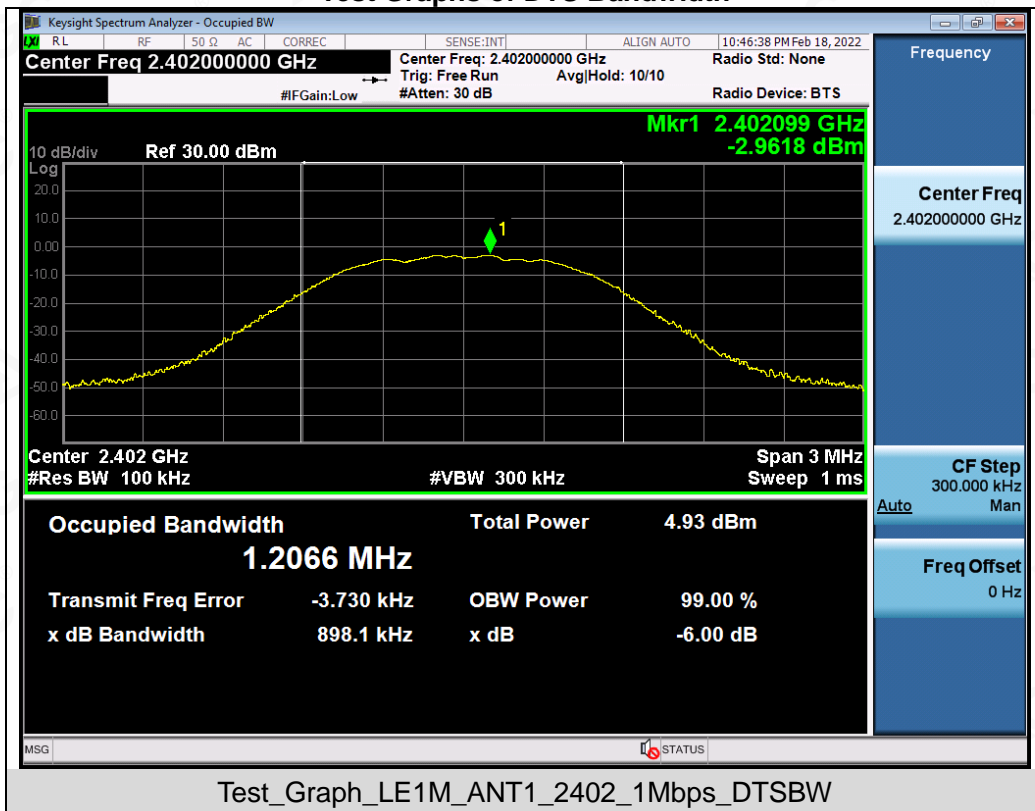 Test Graphs of DTS Bandwidth
Keysight Spectrum Analyzer - Occupied BW
LXI RL RF 50 Ω AC CORREC SENSE:INT ALIGN AUTO 10:46:38 PM Feb 18, 2022
Center Freq 2.402000000 GHz
Center Freq: 2.402000000 GHz
Radio Std: None
Trig: Free Run Avg|Hold: 10/10
#IFGain:Low #Atten: 30 dB Radio Device: BTS
Mkr1 2.402099 GHz
10 dB/div Ref 30.00 dBm -2.9618 dBm
Log
20.0
10.0
0.00
-10.0
-20.0
-30.0
-40.0
-50.0
-60.0
1
Center 2.402 GHz Span 3 MHz
#Res BW 100 kHz #VBW 300 kHz Sweep 1 ms
Occupied Bandwidth Total Power 4.93 dBm
1.2066 MHz
Transmit Freq Error -3.730 kHz OBW Power 99.00 %
x dB Bandwidth 898.1 kHz x dB -6.00 dB
MSG STATUS
Frequency
Center Freq
2.402000000 GHz
CF Step
300.000 kHz
Auto Man
Freq Offset
0 Hz
Test_Graph_LE1M_ANT1_2402_1Mbps_DTSBW